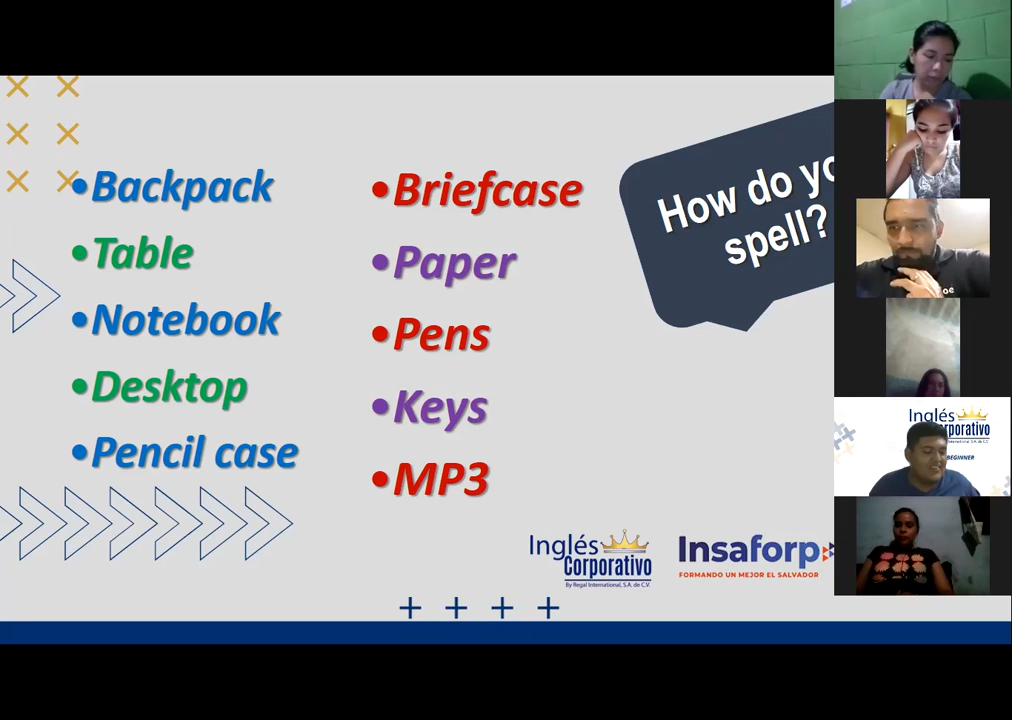 •Backpack
•Table
•Notebook
•Desktop
•Pencil case
•Briefcase
•Paper
•Pens
•Keys
•MP3
How do yo
spell?
Inglés
Corporativo
By Regal International, S.A. de C.V.
Insaforp
FORMANDO UN MEJOR EL SALVADOR
Inglés
Corporativo
BEGINNER